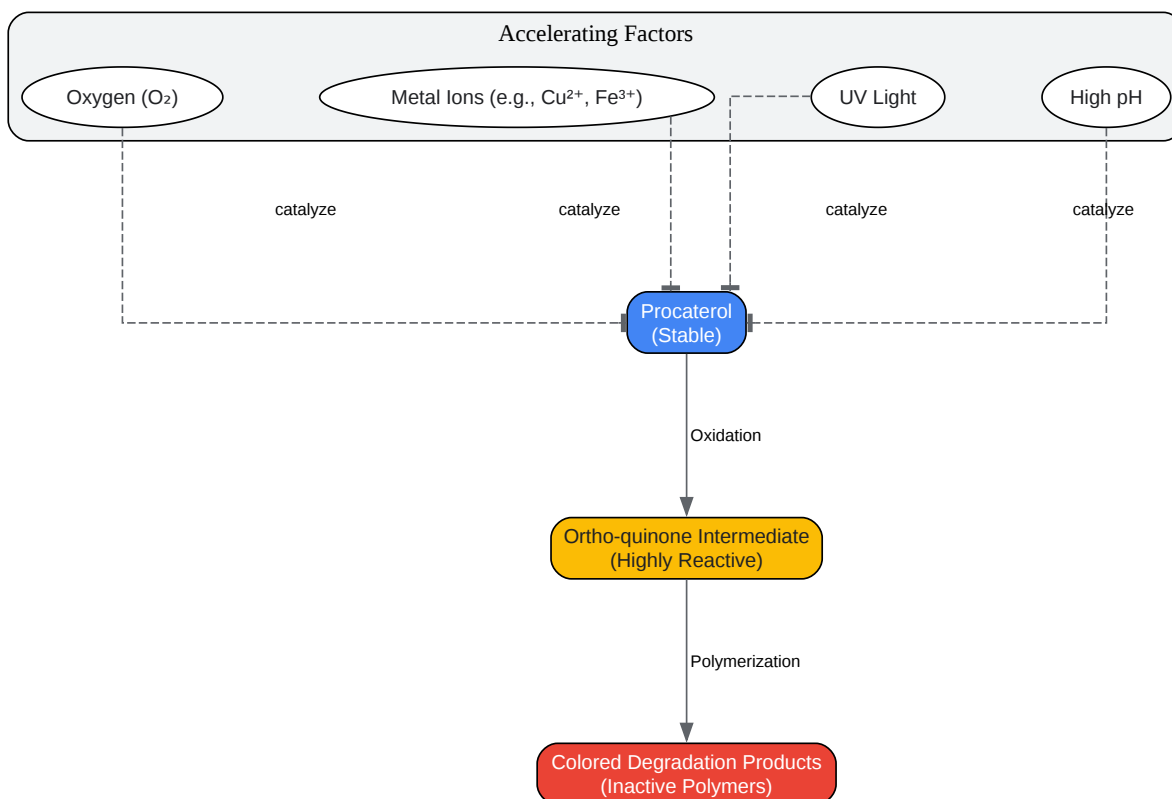 Accelerating Factors
Oxygen (O₂)
Metal Ions (e.g., Cu²⁺, Fe³⁺)
UV Light
High pH
catalyze
catalyze
catalyze
catalyze
Procaterol
(Stable)
Oxidation
Ortho-quinone Intermediate
(Highly Reactive)
Polymerization
Colored Degradation Products
(Inactive Polymers)